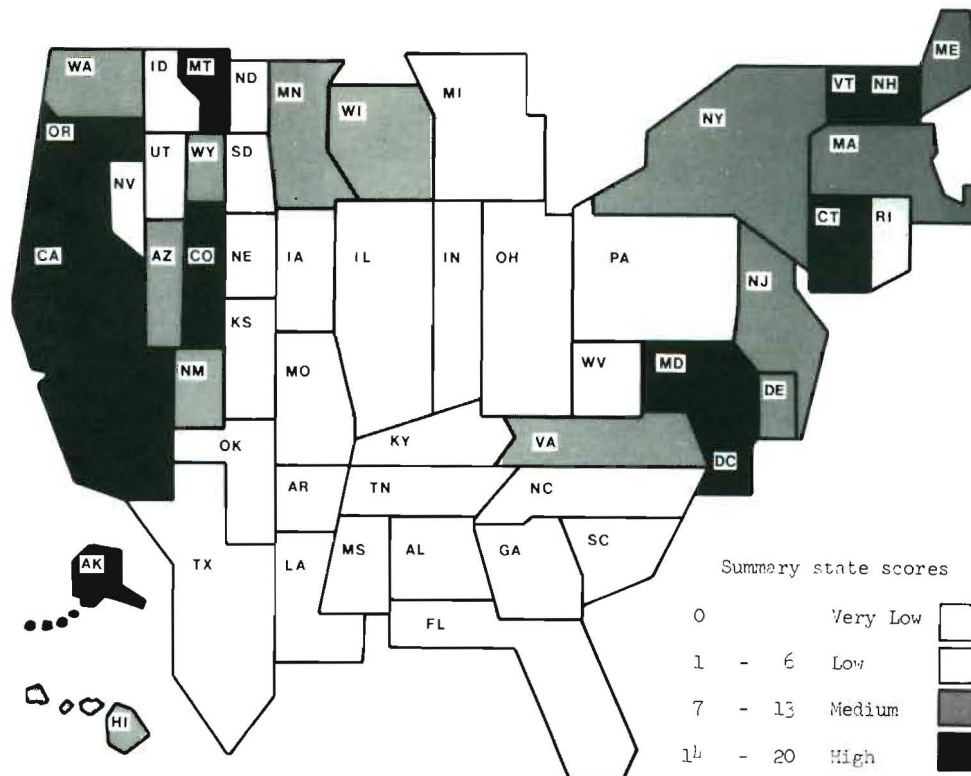 ME
WA
ID
MT
ND
MN
WI
MI
NY
VT
NH
OR
UT
WY
SD
MA
NV
CT
RI
CA
AZ
CO
NE
IA
IL
IN
OH
PA
NJ
KS
NM
MO
WV
MD
DE
OK
KY
VA
DC
AR
TN
NC
TX
LA
MS
AL
GA
SC
AK
FL
HI
Summary state scores
0 Very Low
1 - 6 Low
7 - 13 Medium
14 - 20 High